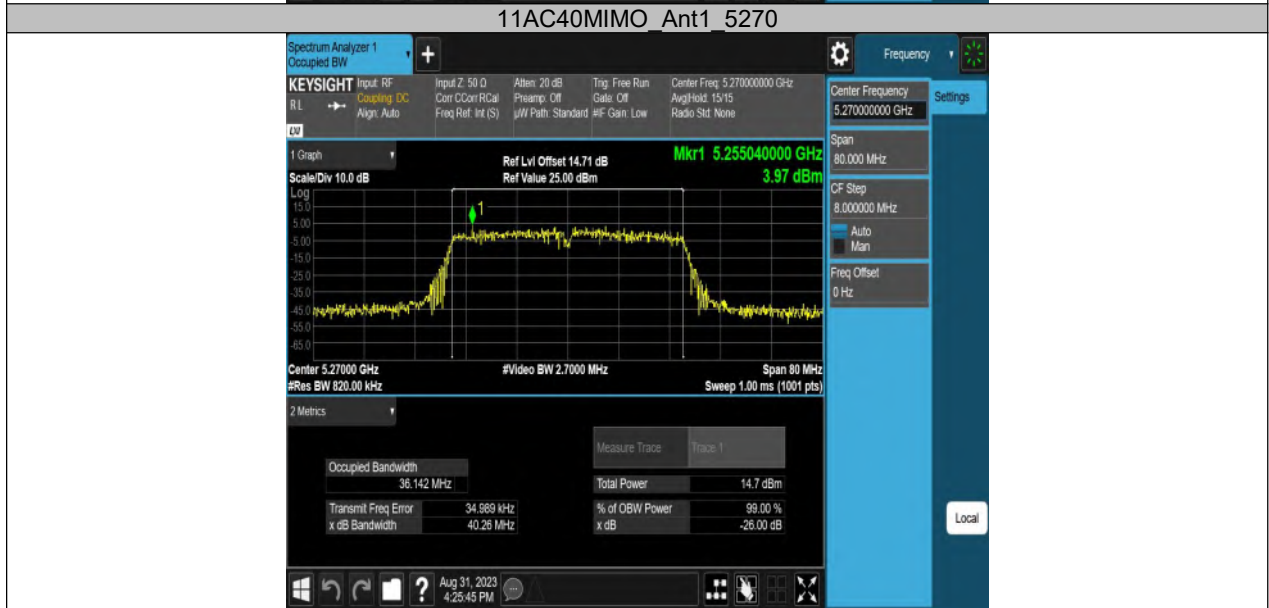 11AC40MIMO_Ant1_5270
Spectrum Analyzer 1
Occupied BW
+
Frequency
KEYSIGHT
Input: RF
Coupling: DC
Align: Auto
Input Z: 50 Ω
Corr CCorr RCal
Freq Ref: Int (S)
Atten: 20 dB
Preamp: Off
µW Path: Standard
Trig: Free Run
Gate: Off
#IF Gain: Low
Center Freq: 5.270000000 GHz
Avg|Hold: 15/15
Radio Std: None
RL
LXI
Center Frequency
5.270000000 GHz
Settings
Span
80.000 MHz
CF Step
8.000000 MHz
Auto
Man
Freq Offset
0 Hz
Local
1 Graph
Scale/Div 10.0 dB
Ref Lvl Offset 14.71 dB
Ref Value 25.00 dBm
Mkr1 5.255040000 GHz
3.97 dBm
Log
15.0
5.00
-5.00
-15.0
-25.0
-35.0
-45.0
-55.0
-65.0
1
Center 5.27000 GHz
#Res BW 820.00 kHz
#Video BW 2.7000 MHz
Span 80 MHz
Sweep 1.00 ms (1001 pts)
2 Metrics
Measure Trace Trace 1
Occupied Bandwidth
36.142 MHz
Total Power 14.7 dBm
Transmit Freq Error 34.989 kHz
% of OBW Power 99.00 %
x dB Bandwidth 40.26 MHz
x dB -26.00 dB
?
Aug 31, 2023
4:25:45 PM